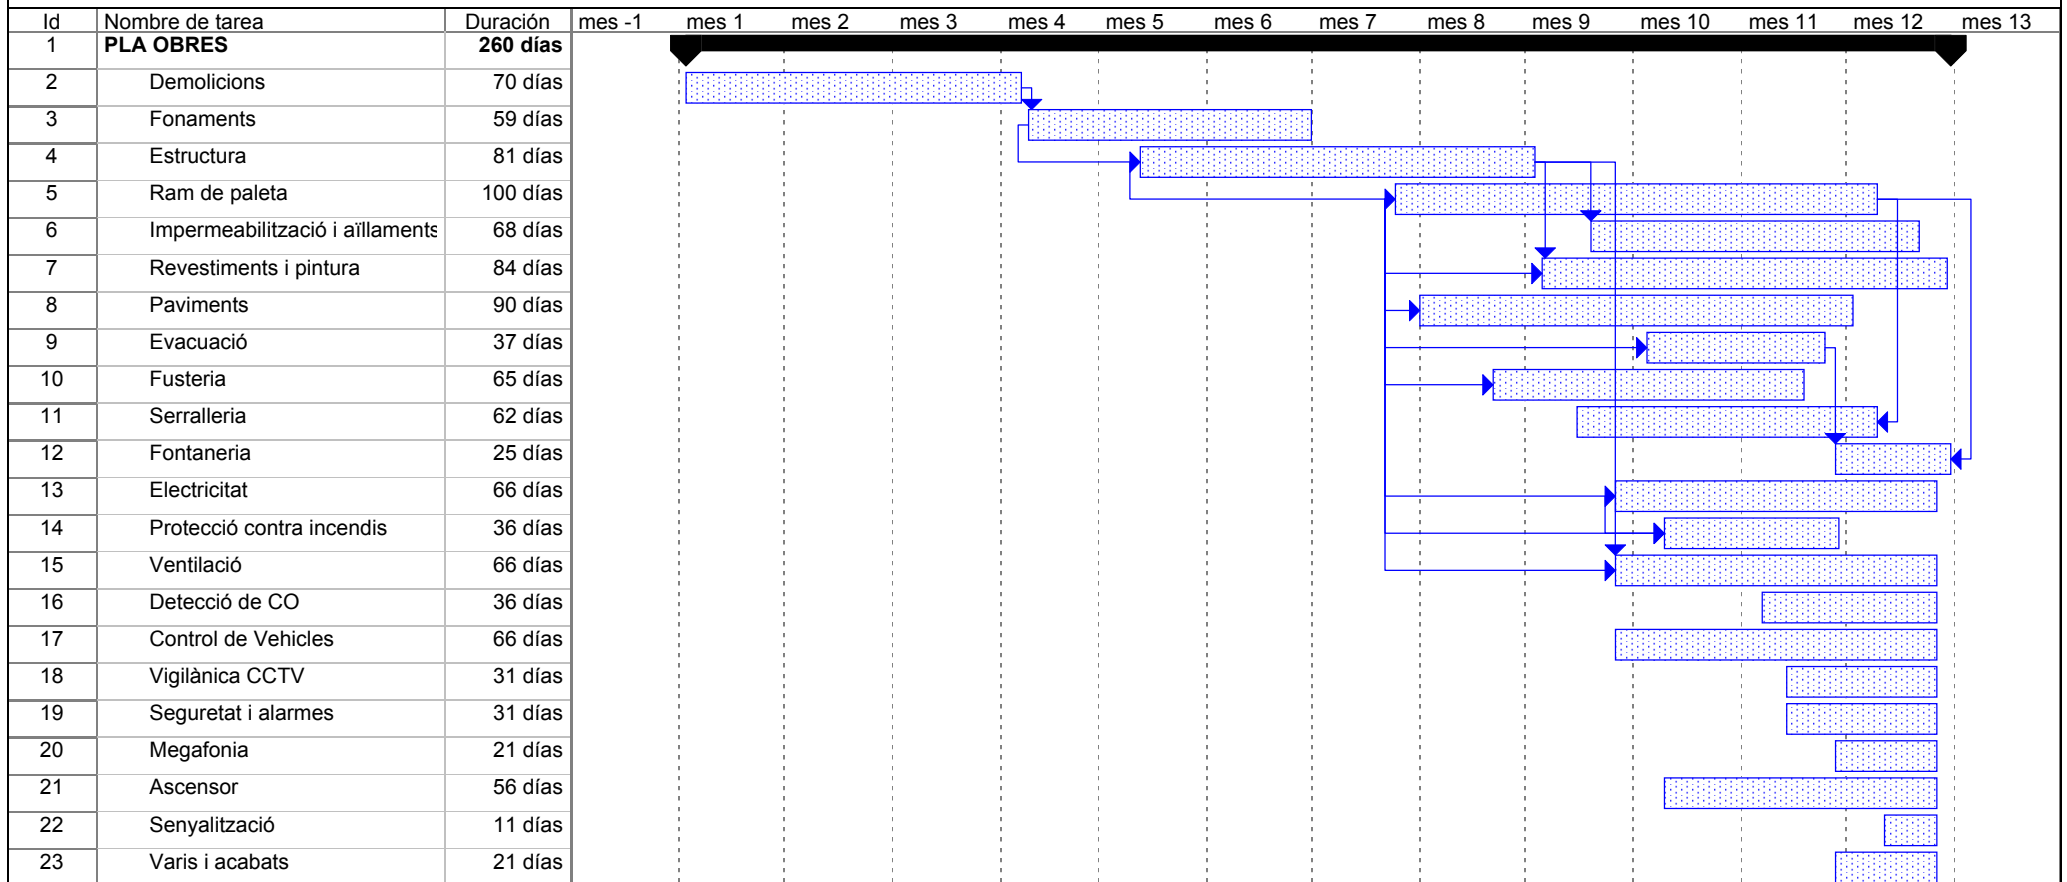 Id Nombre de tarea Duración mes -1 mes 1 mes 2 mes 3 mes 4 mes 5 mes 6 mes 7 mes 8 mes 9 mes 10 mes 11 mes 12 mes 13
1 PLA OBRES 260 días
2 Demolicions 70 días
3 Fonaments 59 días
4 Estructura 81 días
5 Ram de paleta 100 días
6 Impermeabilització i aïllaments 68 días
7 Revestiments i pintura 84 días
8 Paviments 90 días
9 Evacuació 37 días
10 Fusteria 65 días
11 Serralleria 62 días
12 Fontaneria 25 días
13 Electricitat 66 días
14 Protecció contra incendis 36 días
15 Ventilació 66 días
16 Detecció de CO 36 días
17 Control de Vehicles 66 días
18 Vigilànica CCTV 31 días
19 Seguretat i alarmes 31 días
20 Megafonia 21 días
21 Ascensor 56 días
22 Senyalització 11 días
23 Varis i acabats 21 días